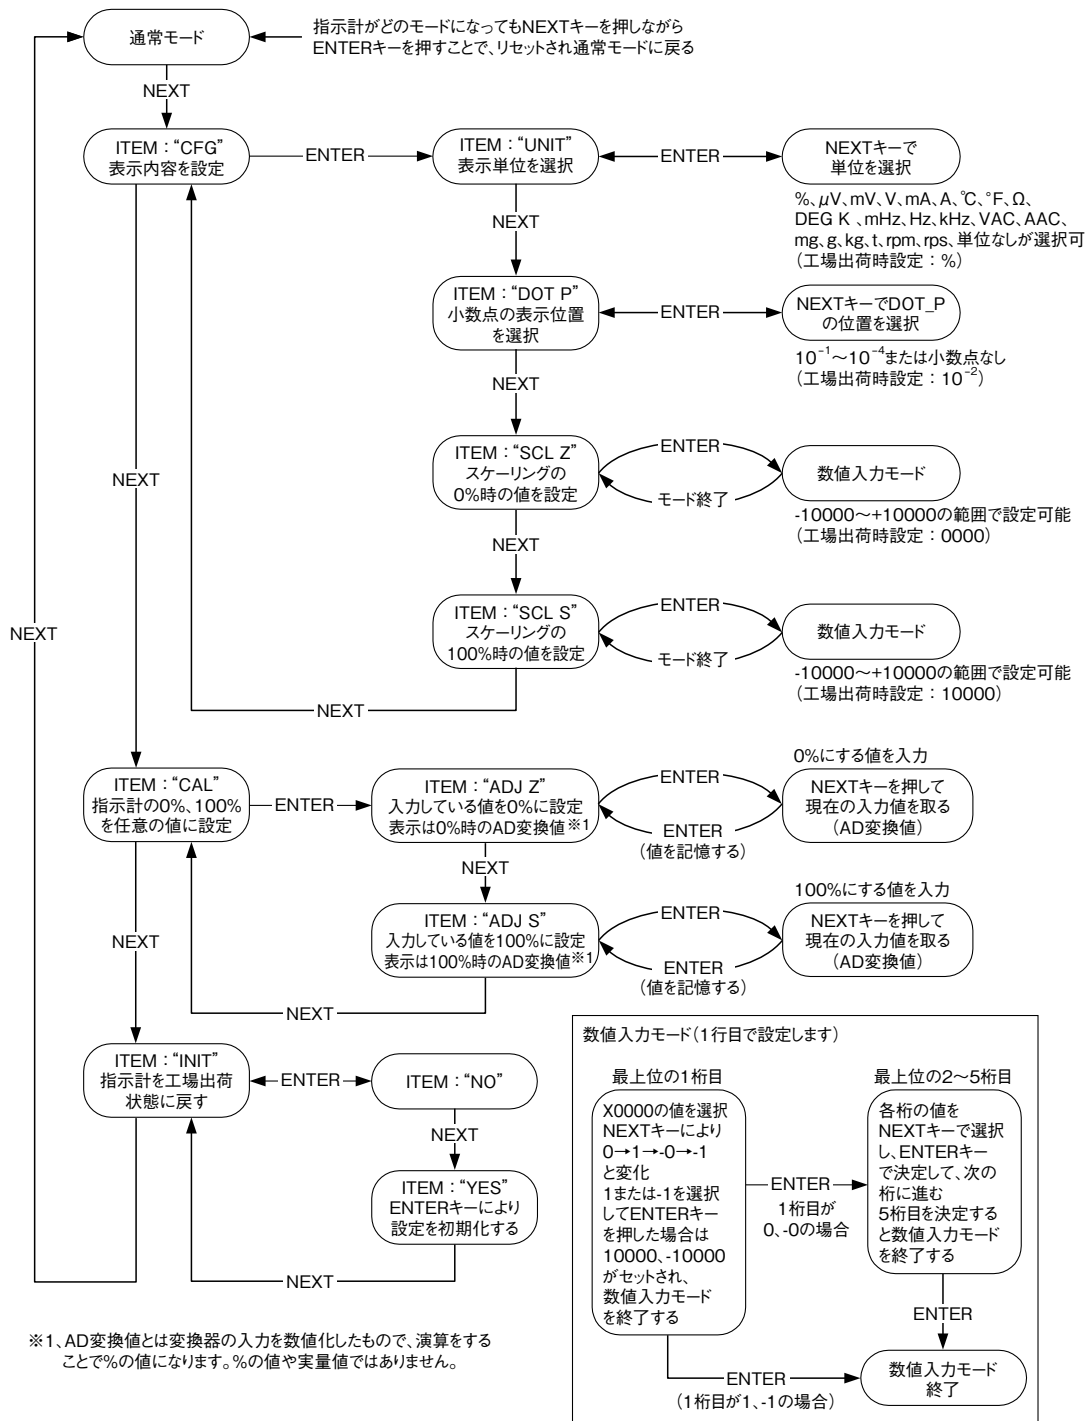 通常モード
指示計がどのモードになってもNEXTキーを押しながら
ENTERキーを押すことで、リセットされ通常モードに戻る
NEXT
ITEM：“CFG”
表示内容を設定
ENTER
ITEM：“UNIT”
表示単位を選択
ENTER
NEXTキーで
単位を選択
%、μV、mV、V、mA、A、℃、°F、Ω、
DEG K 、mHz、Hz、kHz、VAC、AAC、
mg、g、kg、t、rpm、rps、単位なしが選択可
（工場出荷時設定：%）
NEXT
ITEM：“DOT P”
小数点の表示位置
を選択
ENTER
NEXTキーでDOT_P
の位置を選択
10⁻¹～10⁻⁴または小数点なし
（工場出荷時設定：10⁻²）
NEXT
ITEM：“SCL Z”
スケーリングの
0%時の値を設定
ENTER
モード終了
数値入力モード
-10000～+10000の範囲で設定可能
（工場出荷時設定：0000）
NEXT
NEXT
ITEM：“SCL S”
スケーリングの
100%時の値を設定
ENTER
モード終了
数値入力モード
-10000～+10000の範囲で設定可能
（工場出荷時設定：10000）
NEXT
NEXT
ITEM：“CAL”
指示計の0%、100%
を任意の値に設定
ENTER
ITEM：“ADJ Z”
入力している値を0%に設定
表示は0%時のAD変換値※1
ENTER
ENTER
（値を記憶する）
0%にする値を入力
NEXTキーを押して
現在の入力値を取る
（AD変換値）
NEXT
ITEM：“ADJ S”
入力している値を100%に設定
表示は100%時のAD変換値※1
ENTER
ENTER
（値を記憶する）
100%にする値を入力
NEXTキーを押して
現在の入力値を取る
（AD変換値）
NEXT
NEXT
ITEM：“INIT”
指示計を工場出荷
状態に戻す
ENTER
ITEM：“NO”
NEXT
ITEM：“YES”
ENTERキーにより
設定を初期化する
NEXT
数値入力モード（1行目で設定します）
最上位の1桁目
X0000の値を選択
NEXTキーにより
0→1→-0→-1
と変化
1または-1を選択
してENTERキー
を押した場合は
10000、-10000
がセットされ、
数値入力モード
を終了する
ENTER
1桁目が
0、-0の場合
最上位の2～5桁目
各桁の値を
NEXTキーで選択
し、ENTERキー
で決定して、次の
桁に進む
5桁目を決定する
と数値入力モード
を終了する
ENTER
ENTER
（1桁目が1、-1の場合）
数値入力モード
終了
※1、AD変換値とは変換器の入力を数値化したもので、演算をする
ことで%の値になります。%の値や実量値ではありません。